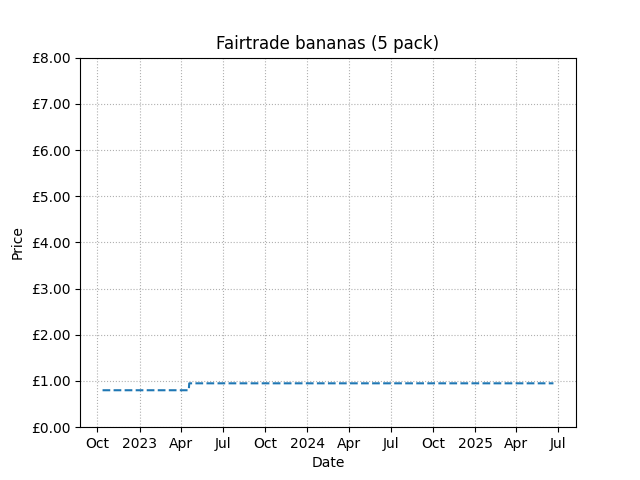 Fairtrade bananas (5 pack)
£8.00
£7.00
£6.00
£5.00
£4.00
£3.00
£2.00
£1.00
£0.00
Price
Oct 2023 Apr Jul Oct 2024 Apr Jul Oct 2025 Apr Jul
Date